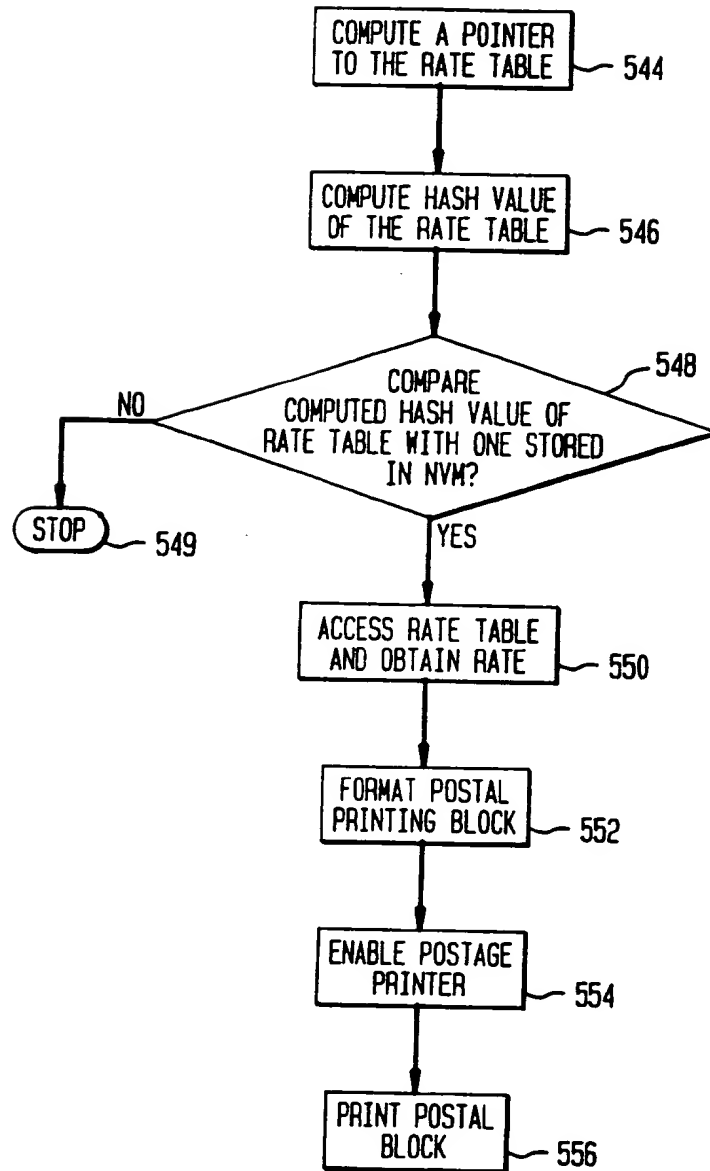 COMPUTE A POINTER
TO THE RATE TABLE
544
COMPUTE HASH VALUE
OF THE RATE TABLE
546
548
COMPARE
COMPUTED HASH VALUE OF
RATE TABLE WITH ONE STORED
IN NVM?
NO
STOP
549
YES
ACCESS RATE TABLE
AND OBTAIN RATE
550
FORMAT POSTAL
PRINTING BLOCK
552
ENABLE POSTAGE
PRINTER
554
PRINT POSTAL
BLOCK
556